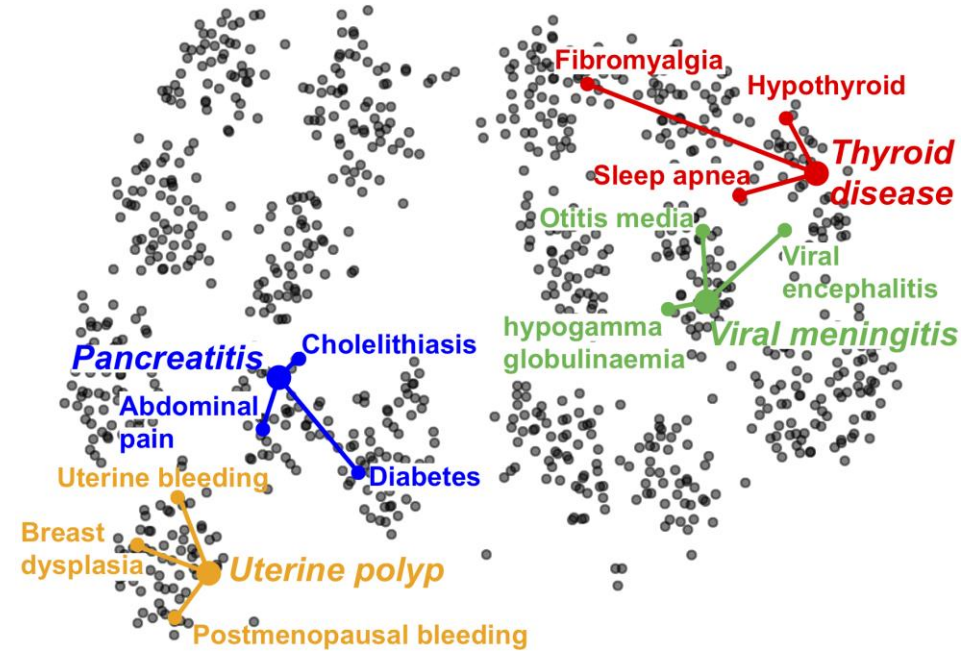 Fibromyalgia
Hypothyroid
Thyroid
disease
Sleep apnea
Otitis media
Viral
encephalitis
hypogamma
globulinaemia
Viral meningitis
Pancreatitis
Cholelithiasis
Abdominal
pain
Diabetes
Uterine bleeding
Breast
dysplasia
Uterine polyp
Postmenopausal bleeding